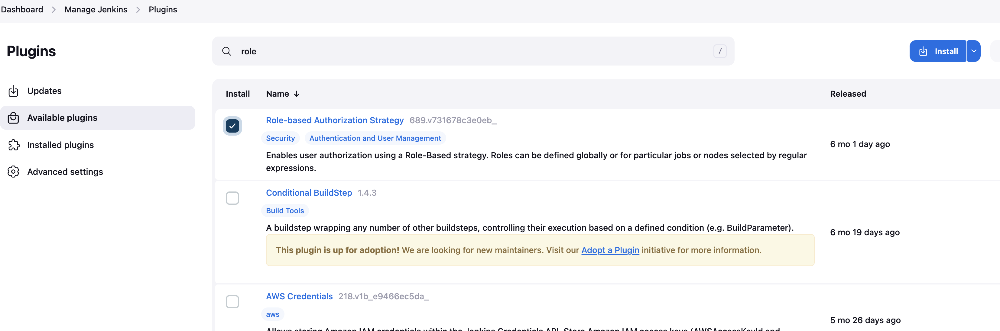 Dashboard > Manage Jenkins > Plugins
Plugins
role
/
Install
Updates
Available plugins
Installed plugins
Advanced settings
Install Name ↓ Released
Role-based Authorization Strategy 689.v731678c3e0eb_
Security Authentication and User Management
Enables user authorization using a Role-Based strategy. Roles can be defined globally or for particular jobs or nodes selected by regular
expressions.
6 mo 1 day ago
Conditional BuildStep 1.4.3
Build Tools
A buildstep wrapping any number of other buildsteps, controlling their execution based on a defined condition (e.g. BuildParameter).
This plugin is up for adoption! We are looking for new maintainers. Visit our Adopt a Plugin initiative for more information.
6 mo 19 days ago
AWS Credentials 218.v1b_e9466ec5da_
aws
5 mo 26 days ago
Allows storing Amazon IAM credentials within the Jenkins Credentials API. Store Amazon IAM access keys (AWSAccessKeyId and